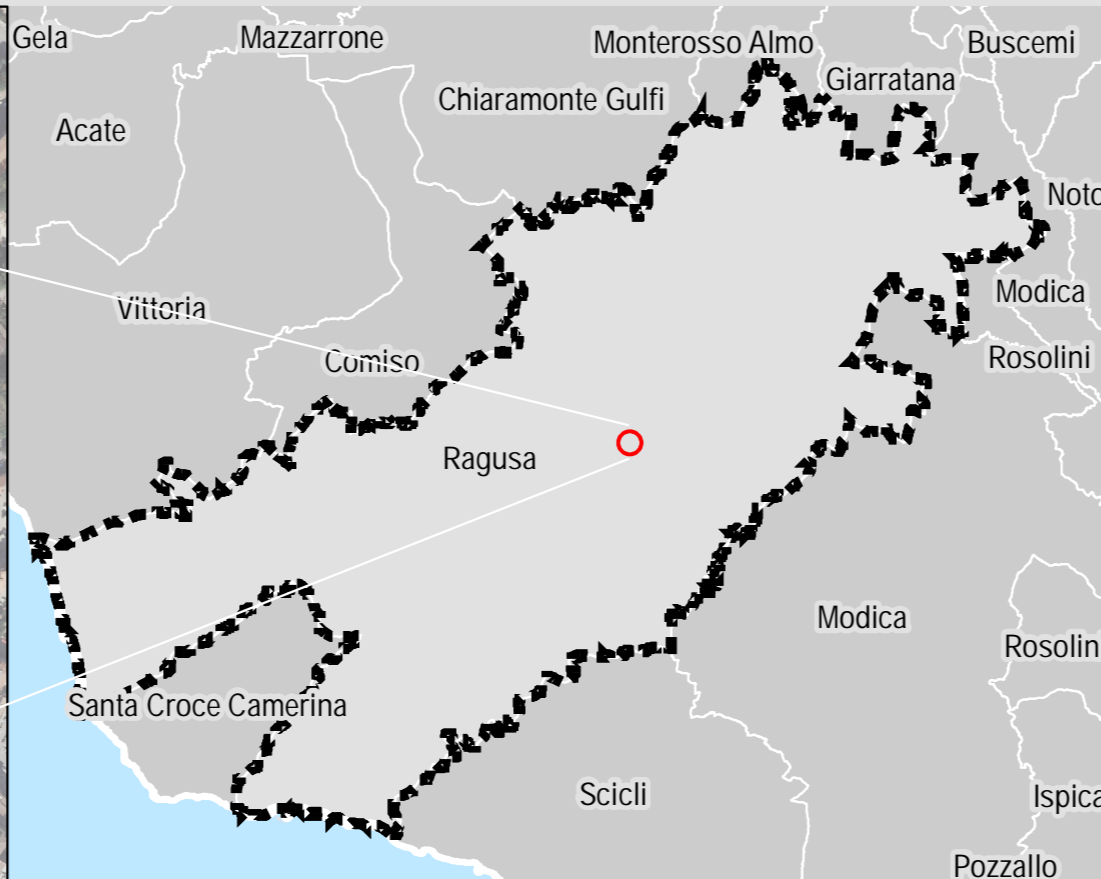 Gela
Mazzarrone
Monterosso Almo
Buscemi
Giarratana
Chiaramonte Gulfi
Acate
Noto
Modica
Vittoria
Comiso
Rosolini
Ragusa
Modica
Rosolin
Santa Croce Camerina
Scicli
Ispica
Pozzallo